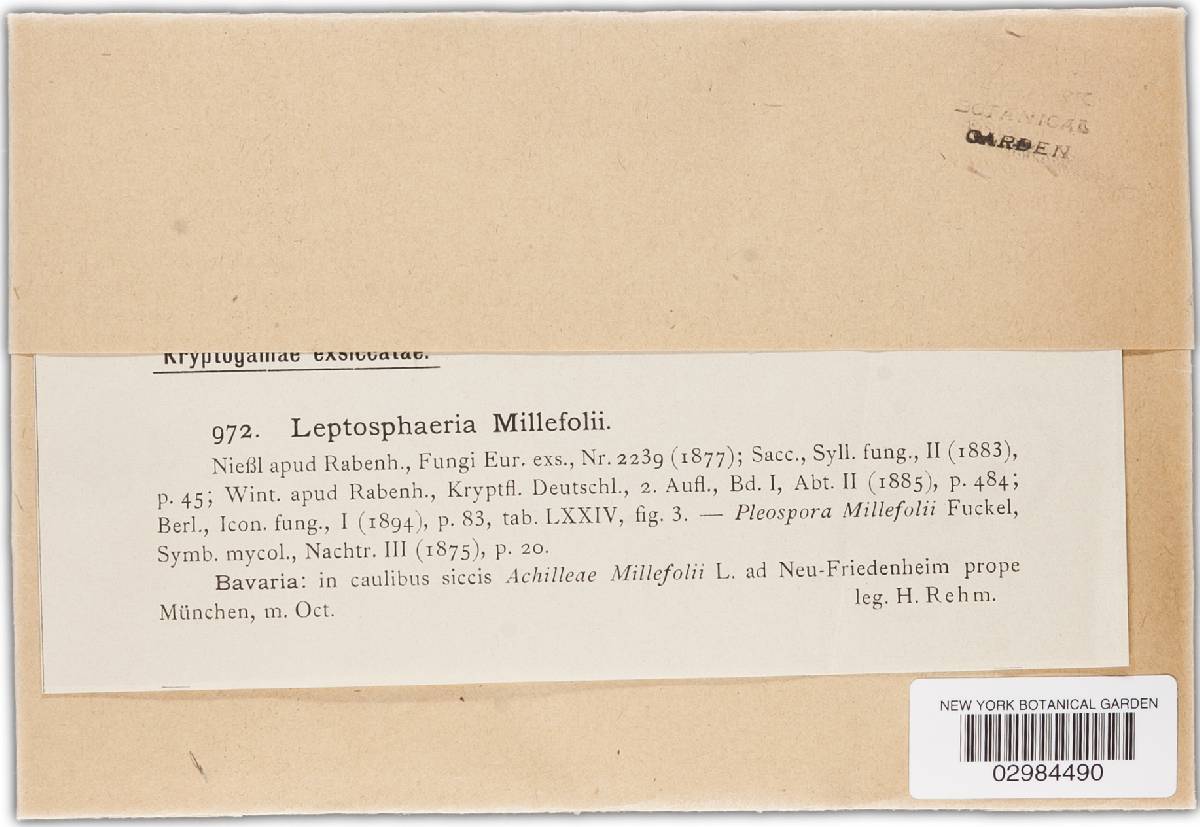 BOTANICAL
GARDEN
Kryptogamae exsiccatae.
972. Leptosphaeria Millefolii.
Nießl apud Rabenh., Fungi Eur. exs., Nr. 2239 (1877); Sacc., Syll. fung., II (1883),
p. 45; Wint. apud Rabenh., Kryptfl. Deutschl., 2. Aufl., Bd. I, Abt. II (1885), p. 484;
Berl., Icon. fung., I (1894), p. 83, tab. LXXIV, fig. 3. — Pleospora Millefolii Fuckel,
Symb. mycol., Nachtr. III (1875), p. 20.
Bavaria: in caulibus siccis Achilleae Millefolii L. ad Neu-Friedenheim prope
München, m. Oct. leg. H. Rehm.
NEW YORK BOTANICAL GARDEN
02984490